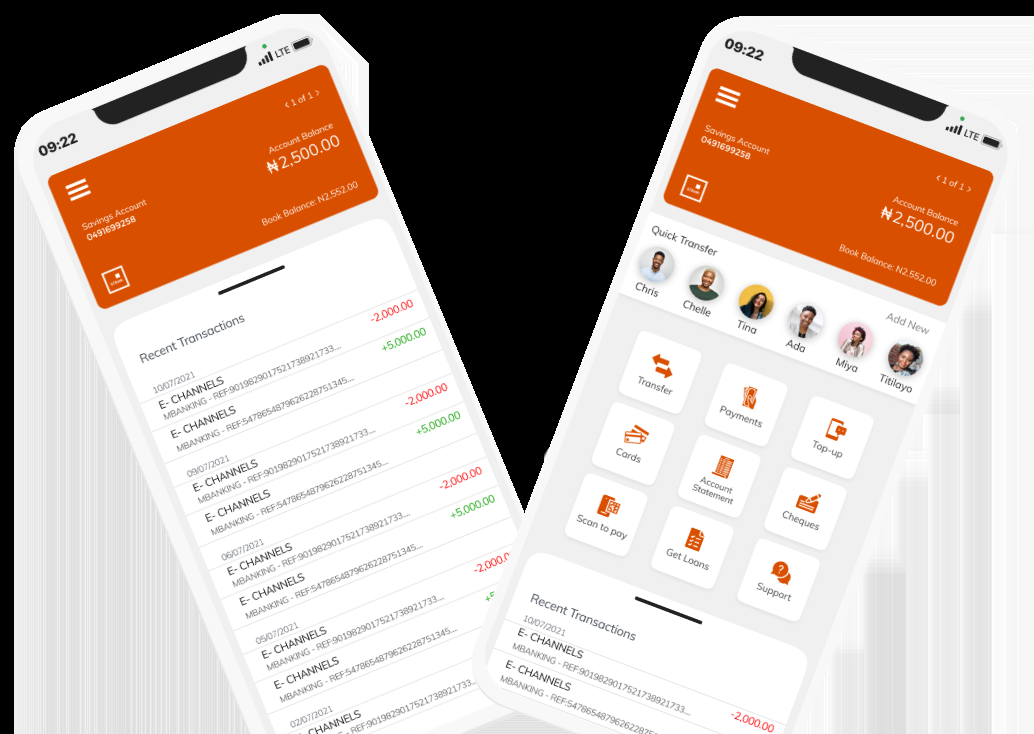 09:22
LTE
1 of 1
Account Balance
₦2,500.00
Savings Account
0491699258
Book Balance: N2.552.00
Recent Transactions
10/07/2021
E- CHANNELS
-2,000.00
MBANKING - REF:9019829017521738921733...
E- CHANNELS
+5,000.00
MBANKING - REF:5478654879626228751345...
09/07/2021
E- CHANNELS
-2,000.00
MBANKING - REF:9019829017521738921733...
E- CHANNELS
+5,000.00
MBANKING - REF:5478654879626228751345...
06/07/2021
E- CHANNELS
-2,000.00
MBANKING - REF:9019829017521738921733...
E- CHANNELS
+5,000.00
MBANKING - REF:5478654879626228751345...
05/07/2021
E- CHANNELS
-2,000.0
MBANKING - REF:9019829017521738921733...
E- CHANNELS
MBANKING - REF:5478654879626228751345...
02/07/2021
E- CHANNELS
MBANKING - REF:9019829017521738921733...
09:22
LTE
Savings Account
0491699258
1 of 1
Account Balance
₦2,500.00
Book Balance: N2.552.00
Quick Transfer
Add New
Chris
Chelle
Tina
Ada
Miya
Titilayo
Transfer
Payments
Top-up
Cards
Account
Statement
Cheques
Scan to pay
Get Loans
Support
Recent Transactions
10/07/2021
E- CHANNELS
MBANKING - REF:9019829017521738921733...
-2,000.00
E- CHANNELS
MBANKING - REF:5478654879626228751345...